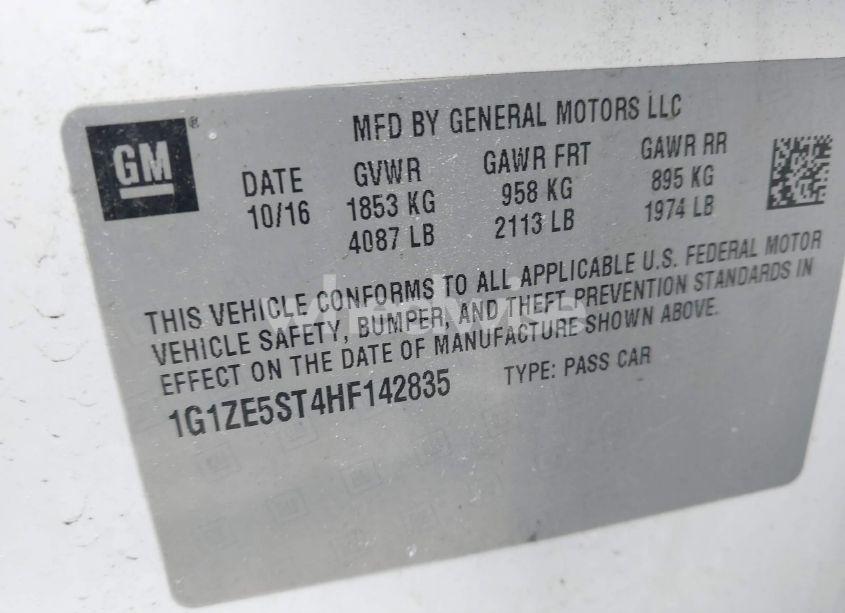 GM ®
MFD BY GENERAL MOTORS LLC
DATE GVWR GAWR FRT GAWR RR
10/16 1853 KG 958 KG 895 KG
4087 LB 2113 LB 1974 LB
THIS VEHICLE CONFORMS TO ALL APPLICABLE U.S. FEDERAL MOTOR
VEHICLE SAFETY, BUMPER, AND THEFT PREVENTION STANDARDS IN
EFFECT ON THE DATE OF MANUFACTURE SHOWN ABOVE.
1G1ZE5ST4HF142835 TYPE: PASS CAR